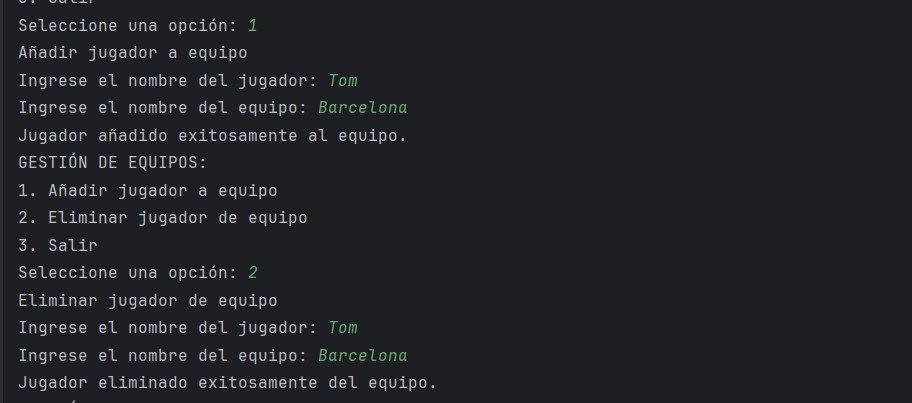 3. Salir
Seleccione una opción: 1
Añadir jugador a equipo
Ingrese el nombre del jugador: Tom
Ingrese el nombre del equipo: Barcelona
Jugador añadido exitosamente al equipo.
GESTIÓN DE EQUIPOS:
1. Añadir jugador a equipo
2. Eliminar jugador de equipo
3. Salir
Seleccione una opción: 2
Eliminar jugador de equipo
Ingrese el nombre del jugador: Tom
Ingrese el nombre del equipo: Barcelona
Jugador eliminado exitosamente del equipo.